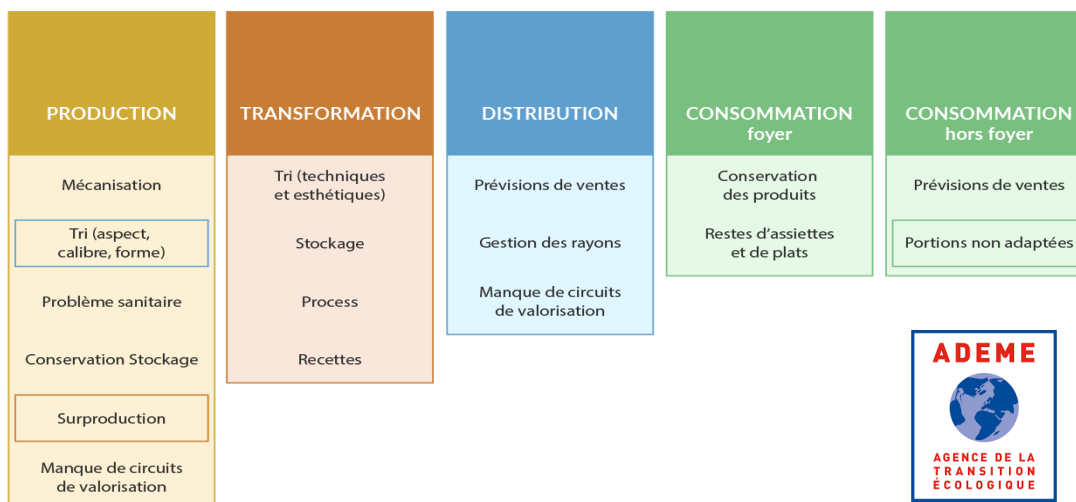 PRODUCTION
Mécanisation
Tri (aspect,
calibre, forme)
Problème sanitaire
Conservation Stockage
Surproduction
Manque de circuits
de valorisation
TRANSFORMATION
Tri (techniques
et esthétiques)
Stockage
Process
Recettes
DISTRIBUTION
Prévisions de ventes
Gestion des rayons
Manque de circuits
de valorisation
CONSOMMATION
foyer
Conservation
des produits
Restes d'assiettes
et de plats
CONSOMMATION
hors foyer
Prévisions de ventes
Portions non adaptées
ADEME
AGENCE DE LA
TRANSITION
ÉCOLOGIQUE